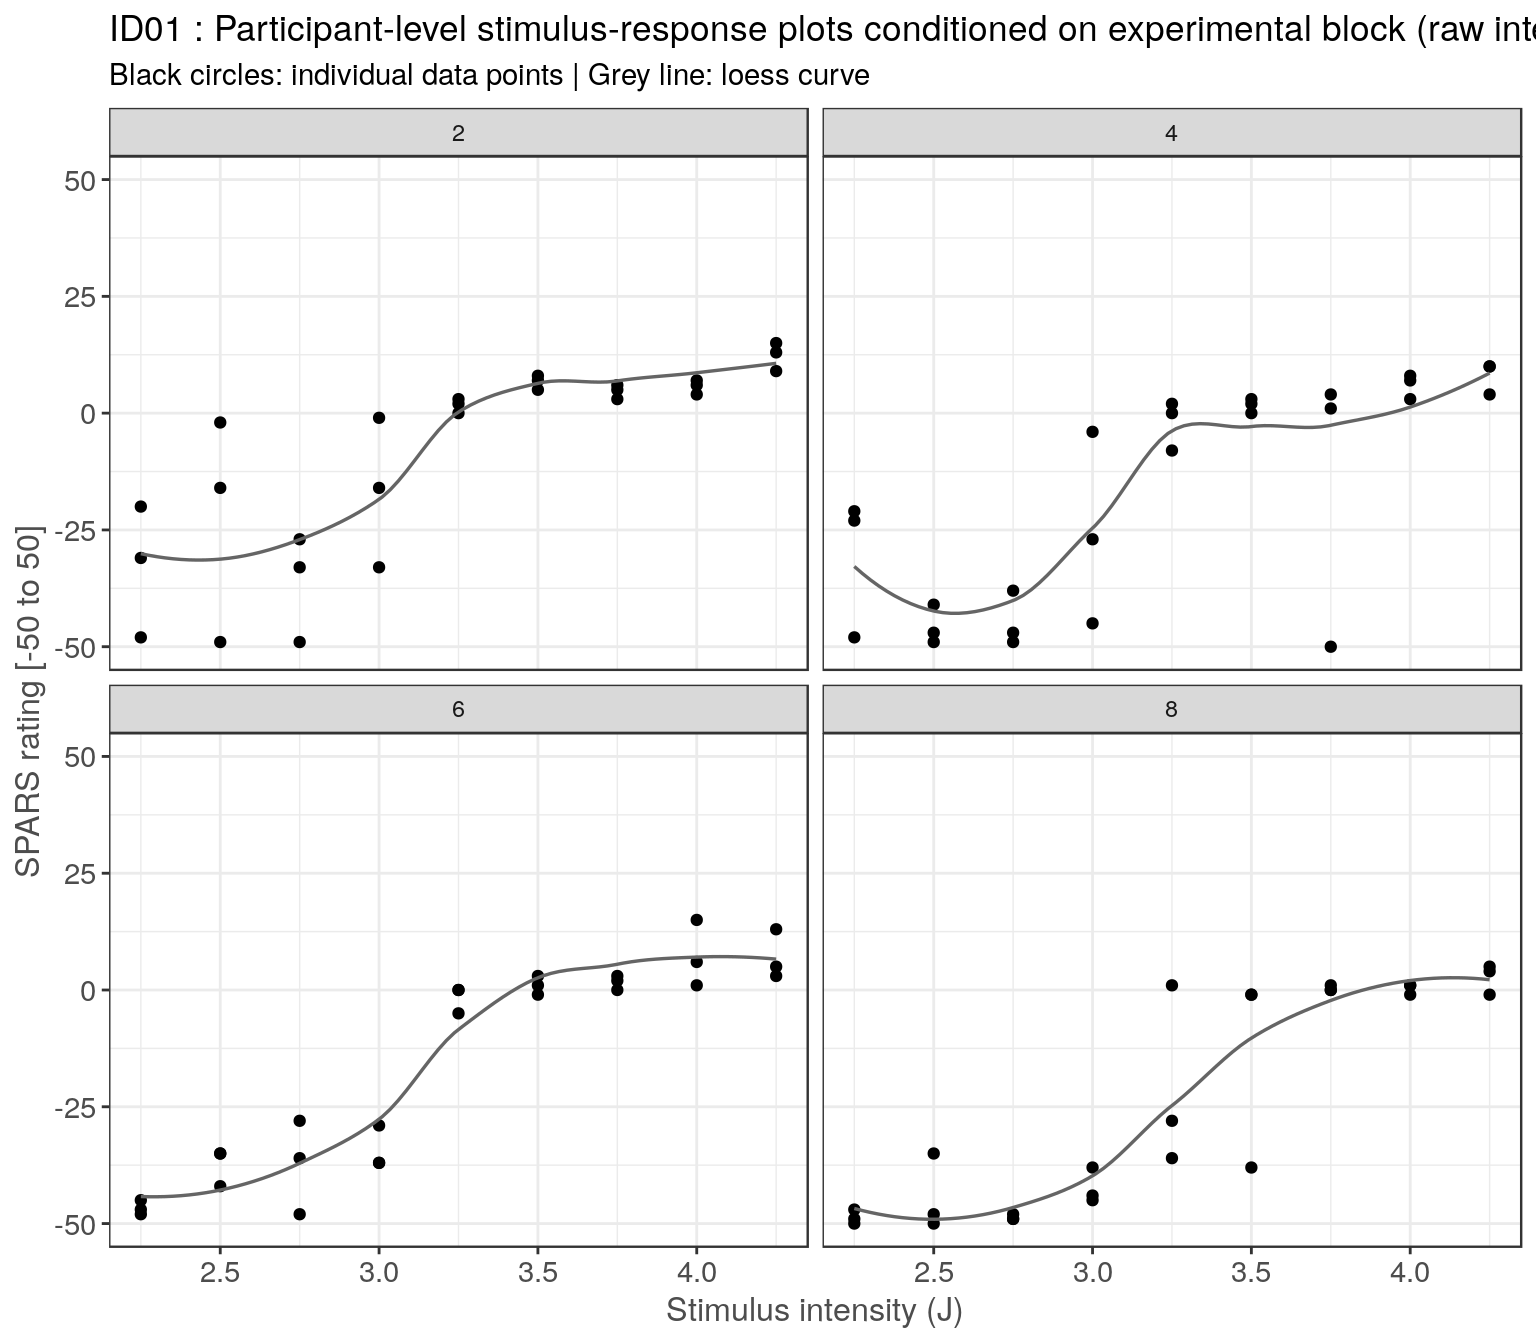 ID01 : Participant-level stimulus-response plots conditioned on experimental block (raw
Black circles: individual data points | Grey line: loess curve
2
4
50
25
0
-25
-50
6
8
50
25
0
-25
-50
SPARS rating [-50 to 50]
2.5 3.0 3.5 4.0
2.5 3.0 3.5 4.0
Stimulus intensity (J)